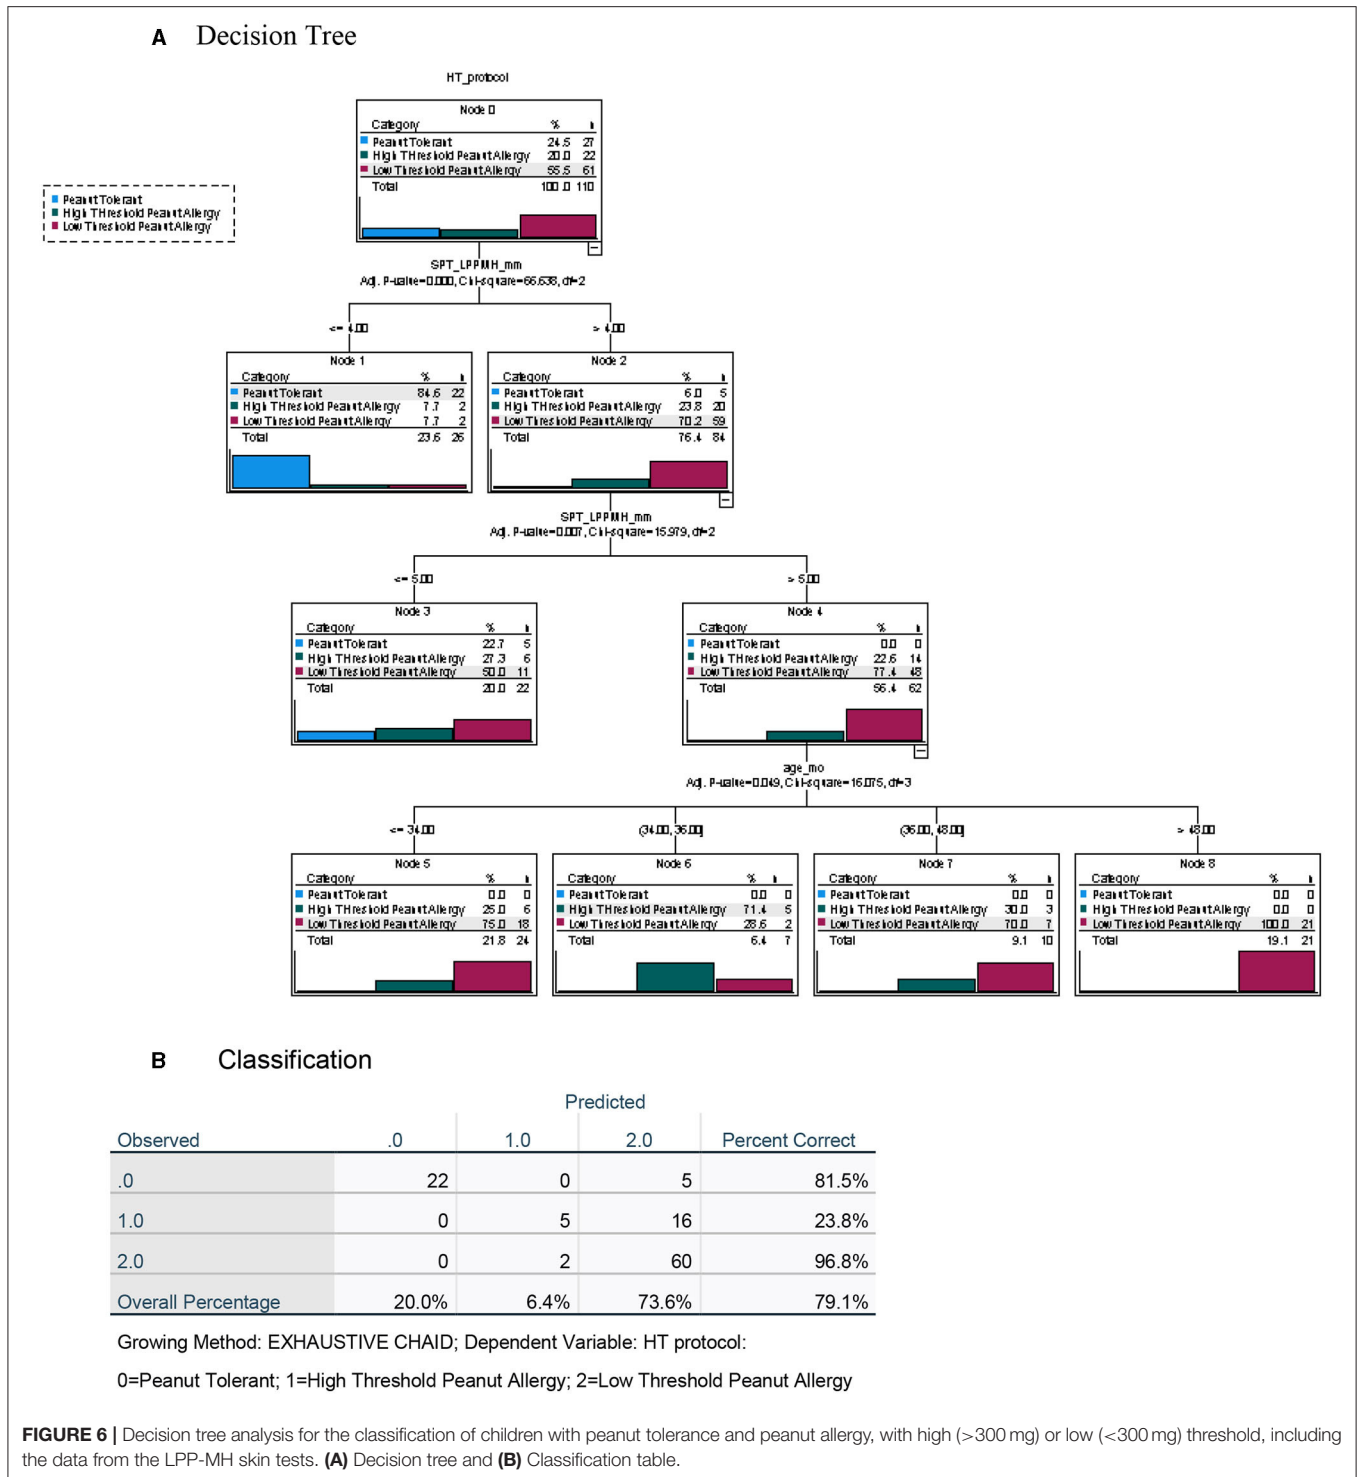 A Decision Tree
HT_protocol
Peanut Tolerant
High THreshold Peanut Allergy
Low Threshold Peanut Allergy
Node 0
Category % n
Peanut Tolerant 24.5 27
High THreshold Peanut Allergy 20.0 22
Low Threshold Peanut Allergy 55.5 61
Total 100.0 110
SPT_LPPMH_mm
Adj. P-value=0.000, Chi-square=66.638, df=2
<= 4.00
> 4.00
Node 1
Category % n
Peanut Tolerant 84.6 22
High THreshold Peanut Allergy 7.7 2
Low Threshold Peanut Allergy 7.7 2
Total 23.6 26
Node 2
Category % n
Peanut Tolerant 6.0 5
High THreshold Peanut Allergy 23.8 20
Low Threshold Peanut Allergy 70.2 59
Total 76.4 84
SPT_LPPMH_mm
Adj. P-value=0.007, Chi-square=15.979, df=2
<= 5.00
> 5.00
Node 3
Category % n
Peanut Tolerant 22.7 5
High THreshold Peanut Allergy 27.3 6
Low Threshold Peanut Allergy 50.0 11
Total 20.0 22
Node 4
Category % n
Peanut Tolerant 0.0 0
High THreshold Peanut Allergy 22.6 14
Low Threshold Peanut Allergy 77.4 48
Total 56.4 62
age_mo
Adj. P-value=0.049, Chi-square=16.075, df=3
<= 34.00
(34.00, 36.00]
(36.00, 48.00]
> 48.00
Node 5
Category % n
Peanut Tolerant 0.0 0
High THreshold Peanut Allergy 25.0 6
Low Threshold Peanut Allergy 75.0 18
Total 21.8 24
Node 6
Category % n
Peanut Tolerant 0.0 0
High THreshold Peanut Allergy 71.4 5
Low Threshold Peanut Allergy 28.6 2
Total 6.4 7
Node 7
Category % n
Peanut Tolerant 0.0 0
High THreshold Peanut Allergy 30.0 3
Low Threshold Peanut Allergy 70.0 7
Total 9.1 10
Node 8
Category % n
Peanut Tolerant 0.0 0
High THreshold Peanut Allergy 0.0 0
Low Threshold Peanut Allergy 100.0 21
Total 19.1 21
B Classification
Predicted
Observed .0 1.0 2.0 Percent Correct
.0 22 0 5 81.5%
1.0 0 5 16 23.8%
2.0 0 2 60 96.8%
Overall Percentage 20.0% 6.4% 73.6% 79.1%
Growing Method: EXHAUSTIVE CHAID; Dependent Variable: HT protocol:
0=Peanut Tolerant; 1=High Threshold Peanut Allergy; 2=Low Threshold Peanut Allergy
FIGURE 6 | Decision tree analysis for the classification of children with peanut tolerance and peanut allergy, with high (>300 mg) or low (<300 mg) threshold, including
the data from the LPP-MH skin tests. (A) Decision tree and (B) Classification table.